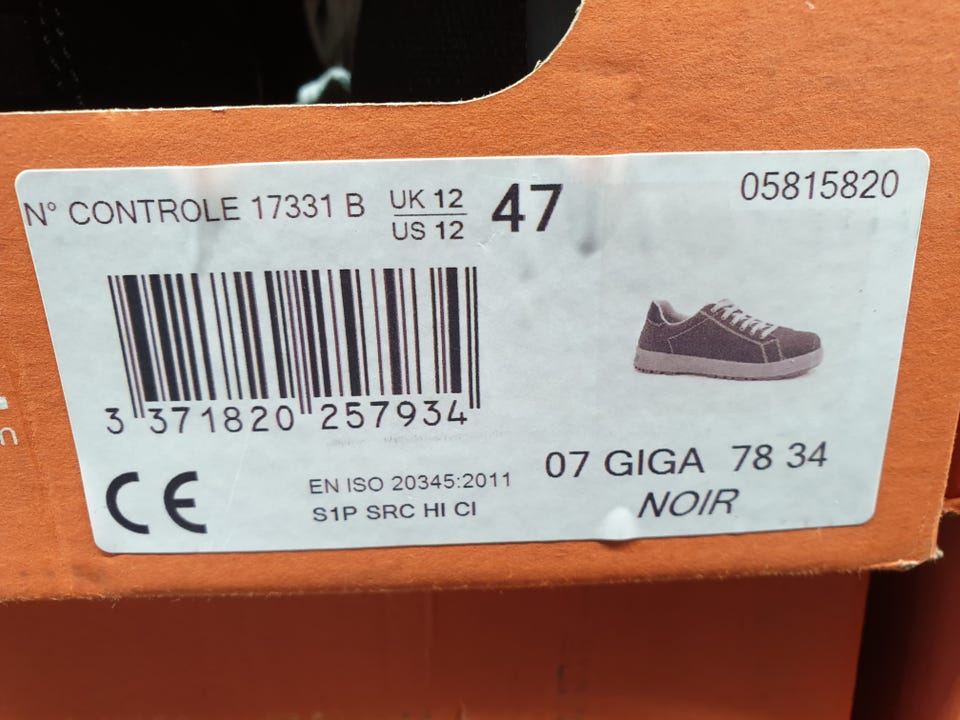 N° CONTROLE 17331 B
UK 12
US 12
47
05815820
3 371820 257934
CE
EN ISO 20345:2011
S1P SRC HI CI
07 GIGA 78 34
NOIR
n